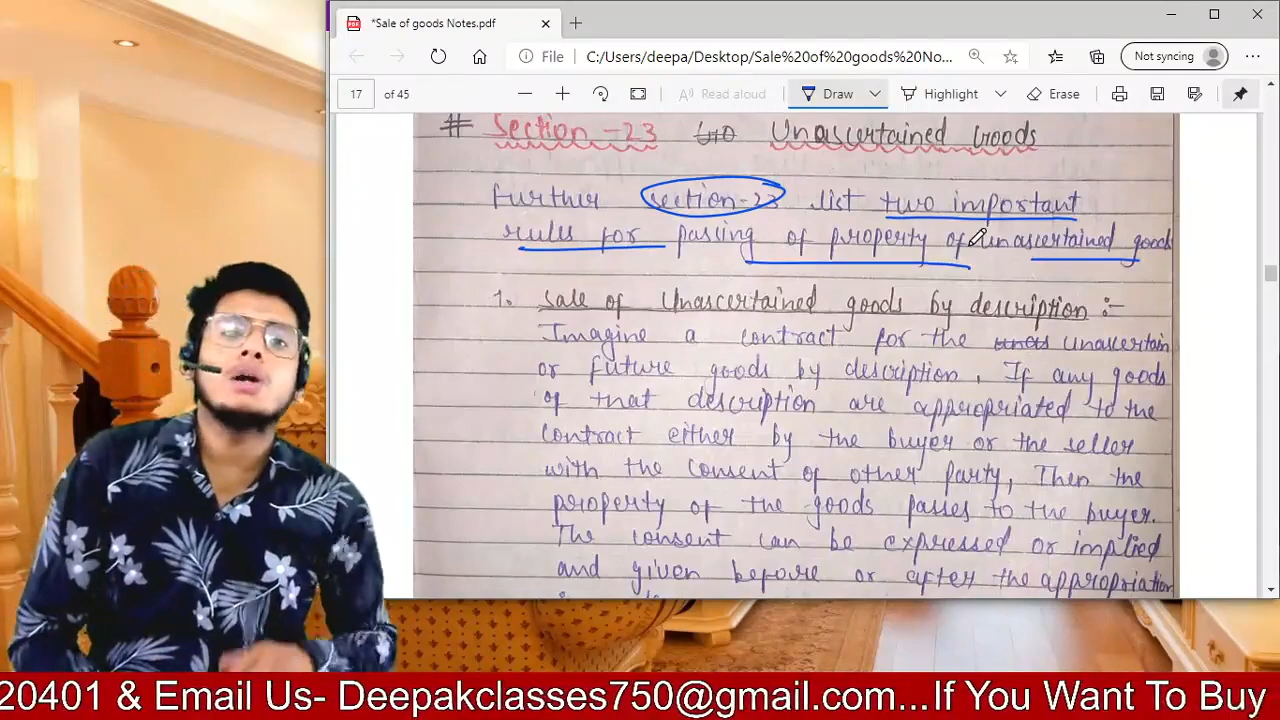 *Sale of goods Notes.pdf
File C:/Users/deepa/Desktop/Sale%20of%20goods%20No...
Not syncing
17 of 45
Read aloud
Draw
Highlight
Erase
# Section -23 Unascertained Goods
Further section-23 list two important
rules for passing of property of unascertained goods
1. Sale of Unascertained goods by description :-
Imagine a contract for the unascertain
or future goods by description. If any goods
of that description are appropriated to the
contract either by the buyer or the seller
with the consent of other party, Then the
property of the goods passes to the buyer.
The consent can be expressed or implied
and given before or after the appropriation
20401 & Email Us- Deepakclasses750@gmail.com...If You Want To Buy